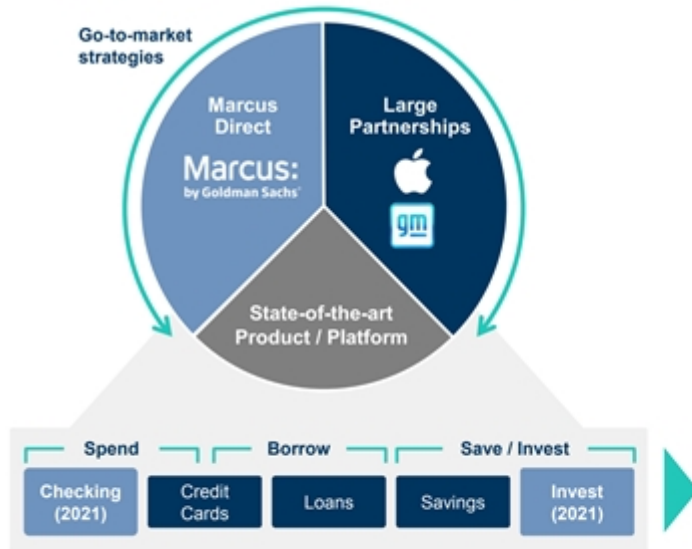 Go-to-market
strategies
Marcus
Direct
Marcus:
by Goldman Sachs
Large
Partnerships
gm
State-of-the-art
Product / Platform
Spend
Borrow
Save / Invest
Checking
(2021)
Credit
Cards
Loans
Savings
Invest
(2021)